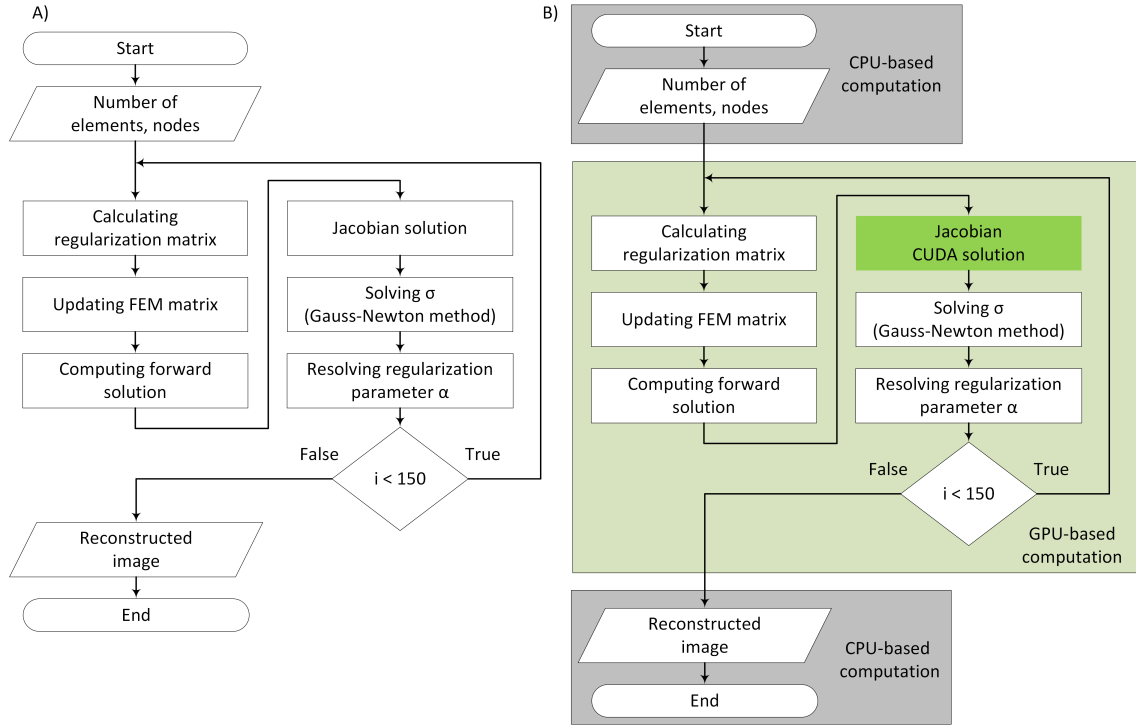 A)
Start
Number of
elements, nodes
Calculating
regularization matrix
Updating FEM matrix
Computing forward
solution
Jacobian solution
Solving σ
(Gauss-Newton method)
Resolving regularization
parameter α
False
True
i < 150
Reconstructed
image
End
B)
Start
Number of
elements, nodes
CPU-based
computation
Calculating
regularization matrix
Updating FEM matrix
Computing forward
solution
Jacobian
CUDA solution
Solving σ
(Gauss-Newton method)
Resolving regularization
parameter α
False
True
i < 150
GPU-based
computation
Reconstructed
image
End
CPU-based
computation